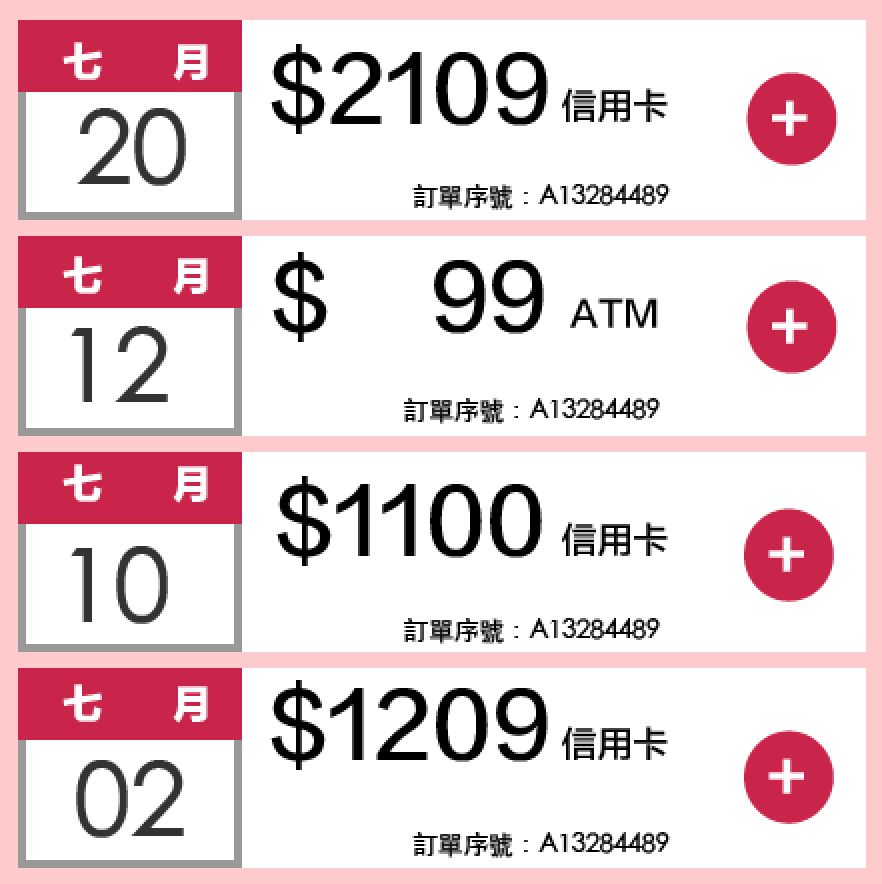 七 月
20
$2109 信用卡
訂單序號：A13284489
+
七 月
12
$ 99 ATM
訂單序號：A13284489
+
七 月
10
$1100 信用卡
訂單序號：A13284489
+
七 月
02
$1209 信用卡
訂單序號：A13284489
+